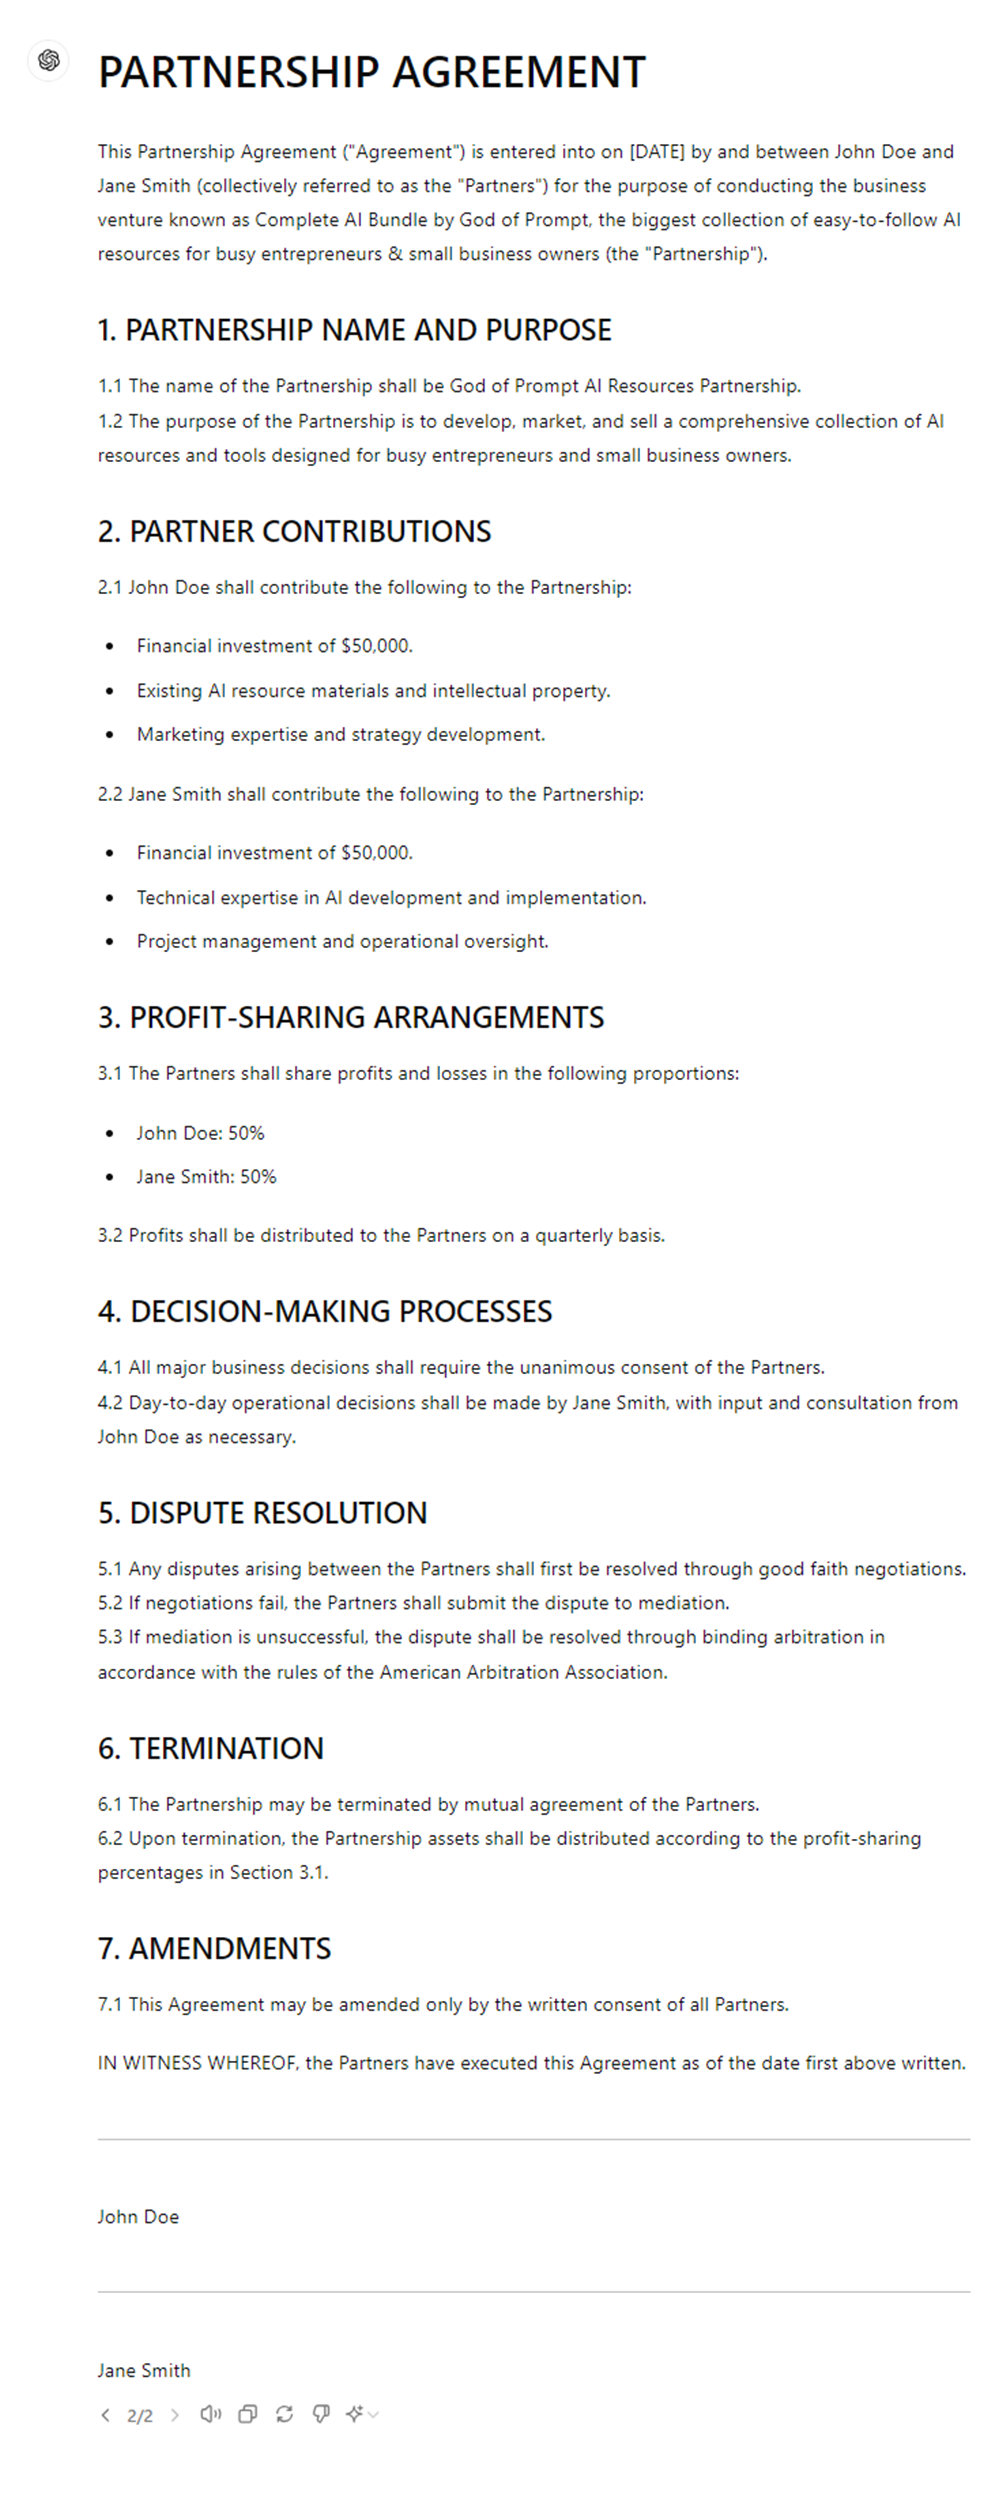 PARTNERSHIP AGREEMENT
This Partnership Agreement ("Agreement") is entered into on [DATE] by and between John Doe and
Jane Smith (collectively referred to as the "Partners") for the purpose of conducting the business
venture known as Complete AI Bundle by God of Prompt, the biggest collection of easy-to-follow AI
resources for busy entrepreneurs & small business owners (the "Partnership").
1. PARTNERSHIP NAME AND PURPOSE
1.1 The name of the Partnership shall be God of Prompt AI Resources Partnership.
1.2 The purpose of the Partnership is to develop, market, and sell a comprehensive collection of AI
resources and tools designed for busy entrepreneurs and small business owners.
2. PARTNER CONTRIBUTIONS
2.1 John Doe shall contribute the following to the Partnership:
• Financial investment of $50,000.
• Existing AI resource materials and intellectual property.
• Marketing expertise and strategy development.
2.2 Jane Smith shall contribute the following to the Partnership:
• Financial investment of $50,000.
• Technical expertise in AI development and implementation.
• Project management and operational oversight.
3. PROFIT-SHARING ARRANGEMENTS
3.1 The Partners shall share profits and losses in the following proportions:
• John Doe: 50%
• Jane Smith: 50%
3.2 Profits shall be distributed to the Partners on a quarterly basis.
4. DECISION-MAKING PROCESSES
4.1 All major business decisions shall require the unanimous consent of the Partners.
4.2 Day-to-day operational decisions shall be made by Jane Smith, with input and consultation from
John Doe as necessary.
5. DISPUTE RESOLUTION
5.1 Any disputes arising between the Partners shall first be resolved through good faith negotiations.
5.2 If negotiations fail, the Partners shall submit the dispute to mediation.
5.3 If mediation is unsuccessful, the dispute shall be resolved through binding arbitration in
accordance with the rules of the American Arbitration Association.
6. TERMINATION
6.1 The Partnership may be terminated by mutual agreement of the Partners.
6.2 Upon termination, the Partnership assets shall be distributed according to the profit-sharing
percentages in Section 3.1.
7. AMENDMENTS
7.1 This Agreement may be amended only by the written consent of all Partners.
IN WITNESS WHEREOF, the Partners have executed this Agreement as of the date first above written.
John Doe
Jane Smith
2/2